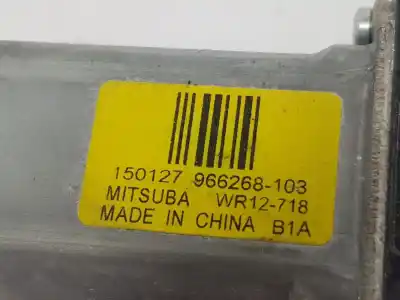 150127 966268-103
MITSUBA WR12-718
MADE IN CHINA B1A